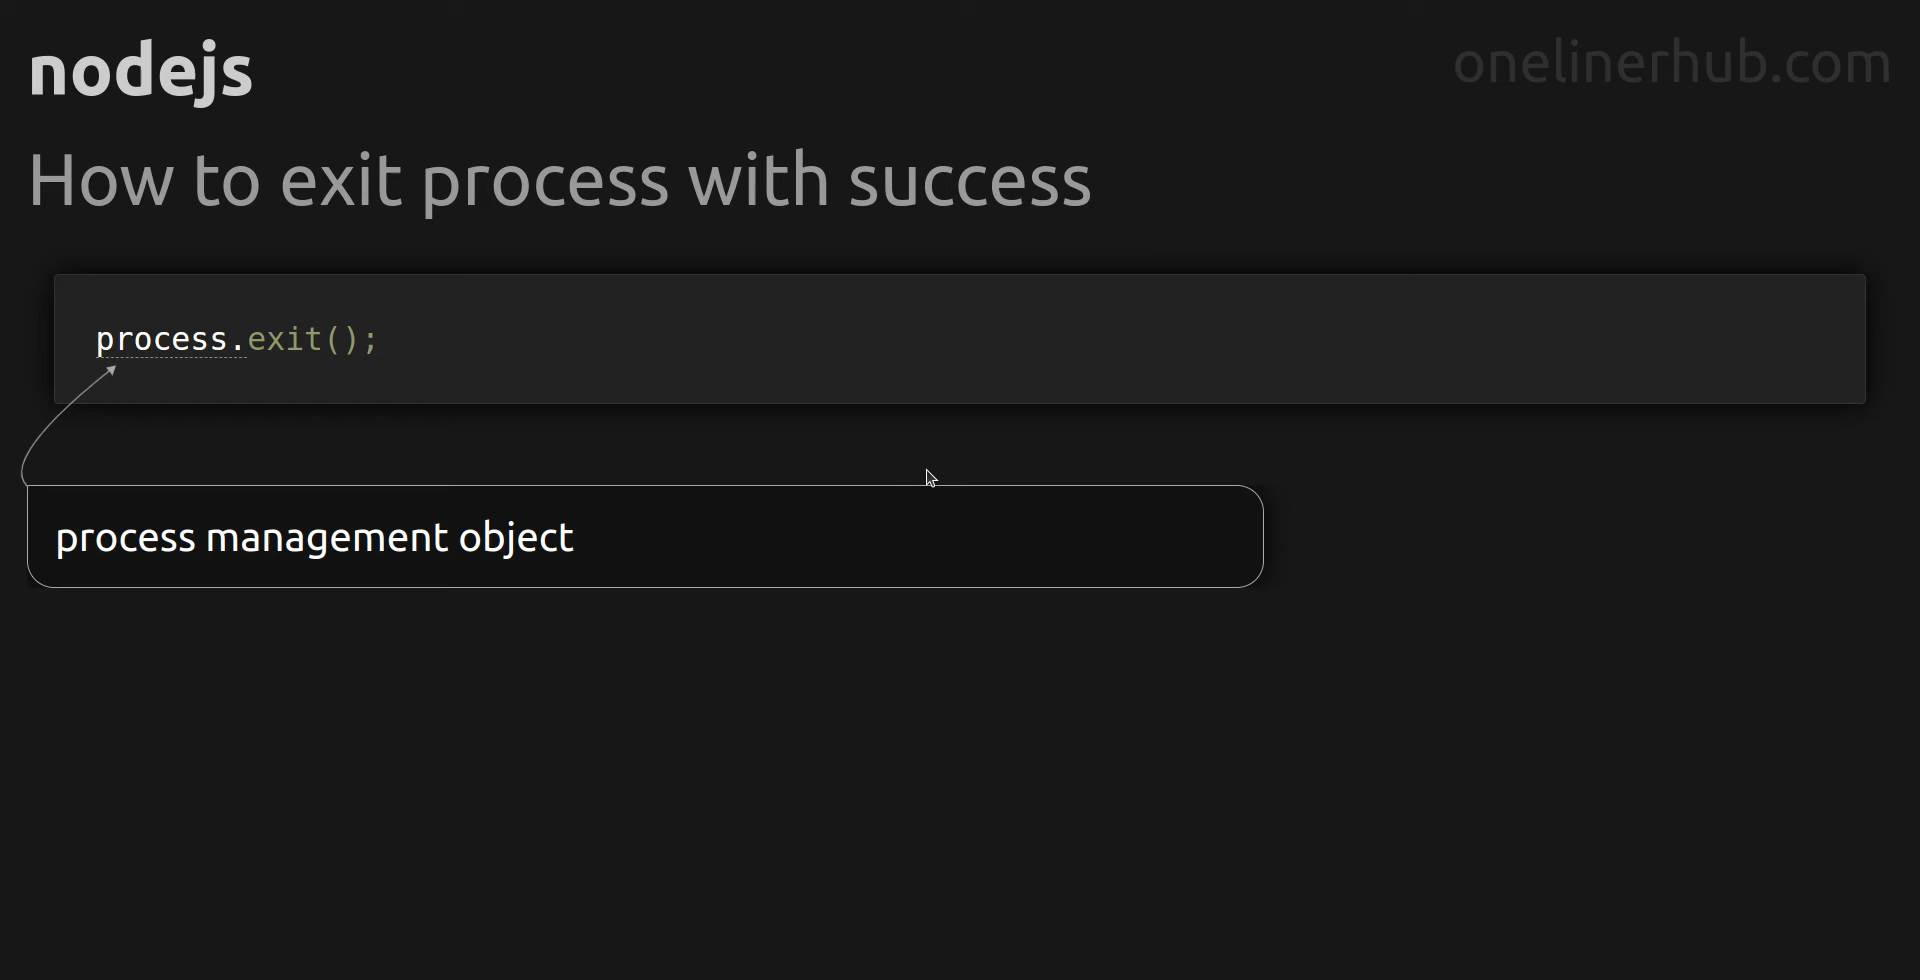 nodejs
onelinerhub.com
How to exit process with success
process.exit();
process management object